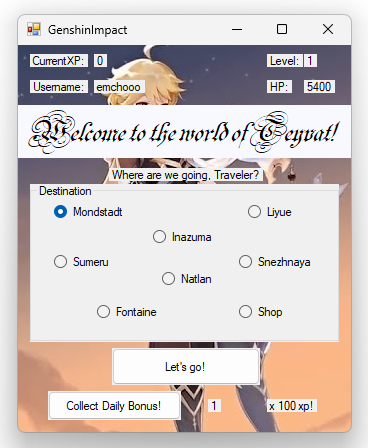 GenshinImpact
CurrentXP: 0 Level: 1
Username: emchooo HP: 5400
Welcome to the world of Teyvat!
Where are we going, Traveler?
Destination
Mondstadt Liyue
Inazuma
Sumeru Snezhnaya
Natlan
Fontaine Shop
Let's go!
Collect Daily Bonus! 1 x 100 xp!